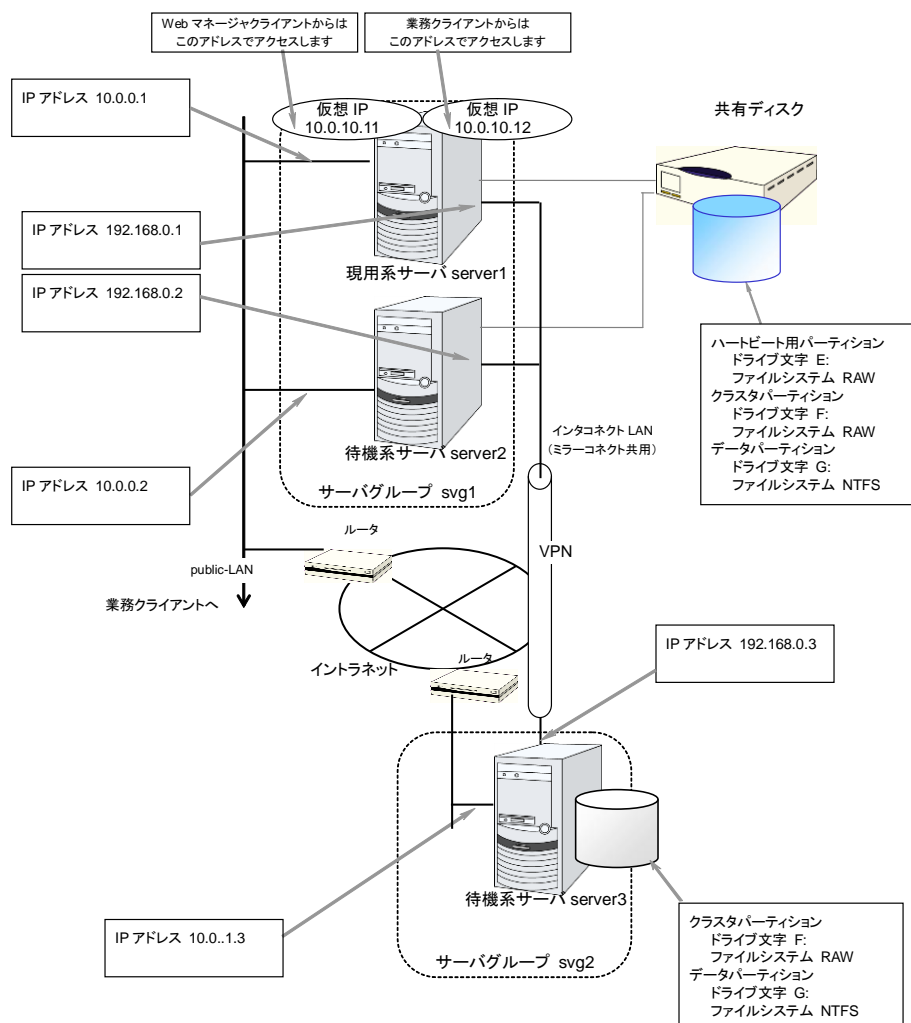 Web マネージャクライアントからは
このアドレスでアクセスします
業務クライアントからは
このアドレスでアクセスします
IP アドレス 10.0.0.1
仮想 IP
10.0.10.11
仮想 IP
10.0.10.12
共有ディスク
IP アドレス 192.168.0.1
現用系サーバ server1
IP アドレス 192.168.0.2
ハートビート用パーティション
ドライブ文字 E:
ファイルシステム RAW
クラスタパーティション
ドライブ文字 F:
ファイルシステム RAW
データパーティション
ドライブ文字 G:
ファイルシステム NTFS
インタコネクト LAN
（ミラーコネクト共用）
待機系サーバ server2
IP アドレス 10.0.0.2
サーバグループ svg1
ルータ
VPN
public-LAN
業務クライアントへ
イントラネット
ルータ
IP アドレス 192.168.0.3
待機系サーバ server3
IP アドレス 10.0..1.3
サーバグループ svg2
クラスタパーティション
ドライブ文字 F:
ファイルシステム RAW
データパーティション
ドライブ文字 G:
ファイルシステム NTFS